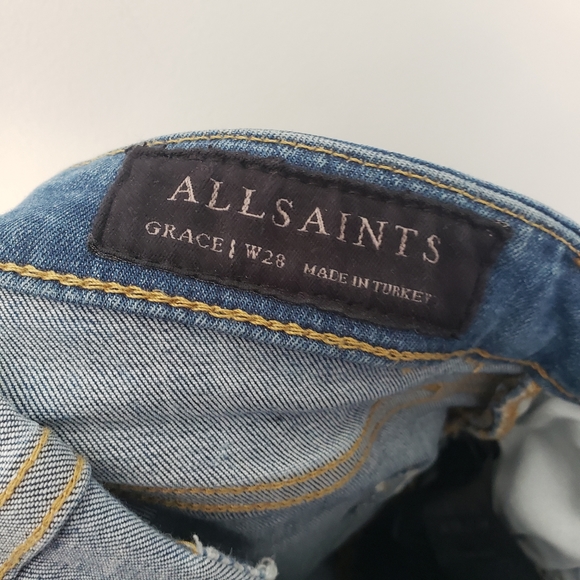 ALLSAINTS
GRACE | W28 MADE IN TURKEY